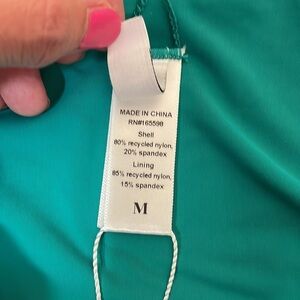 MADE IN CHINA
RN#165598
Shell
80% recycled nylon,
20% spandex
Lining
85% recycled nylon,
15% spandex
M